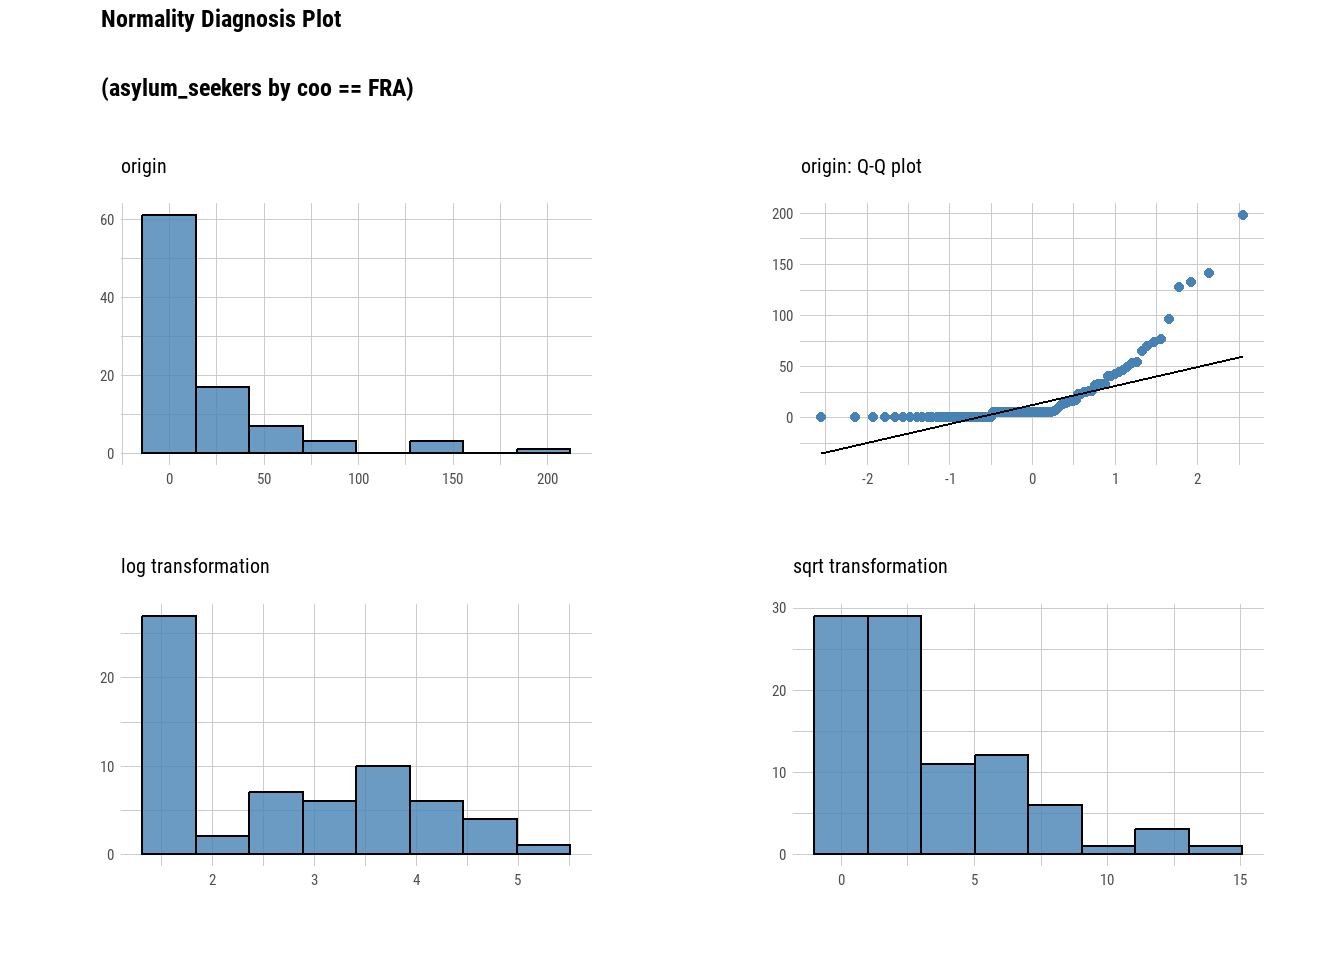 Normality Diagnosis Plot
(asylum_seekers by coo == FRA)
origin
60
40
20
0
0 50 100 150 200
origin: Q-Q plot
200
150
100
50
0
-2 -1 0 1 2
log transformation
20
10
0
2 3 4 5
sqrt transformation
30
20
10
0
0 5 10 15